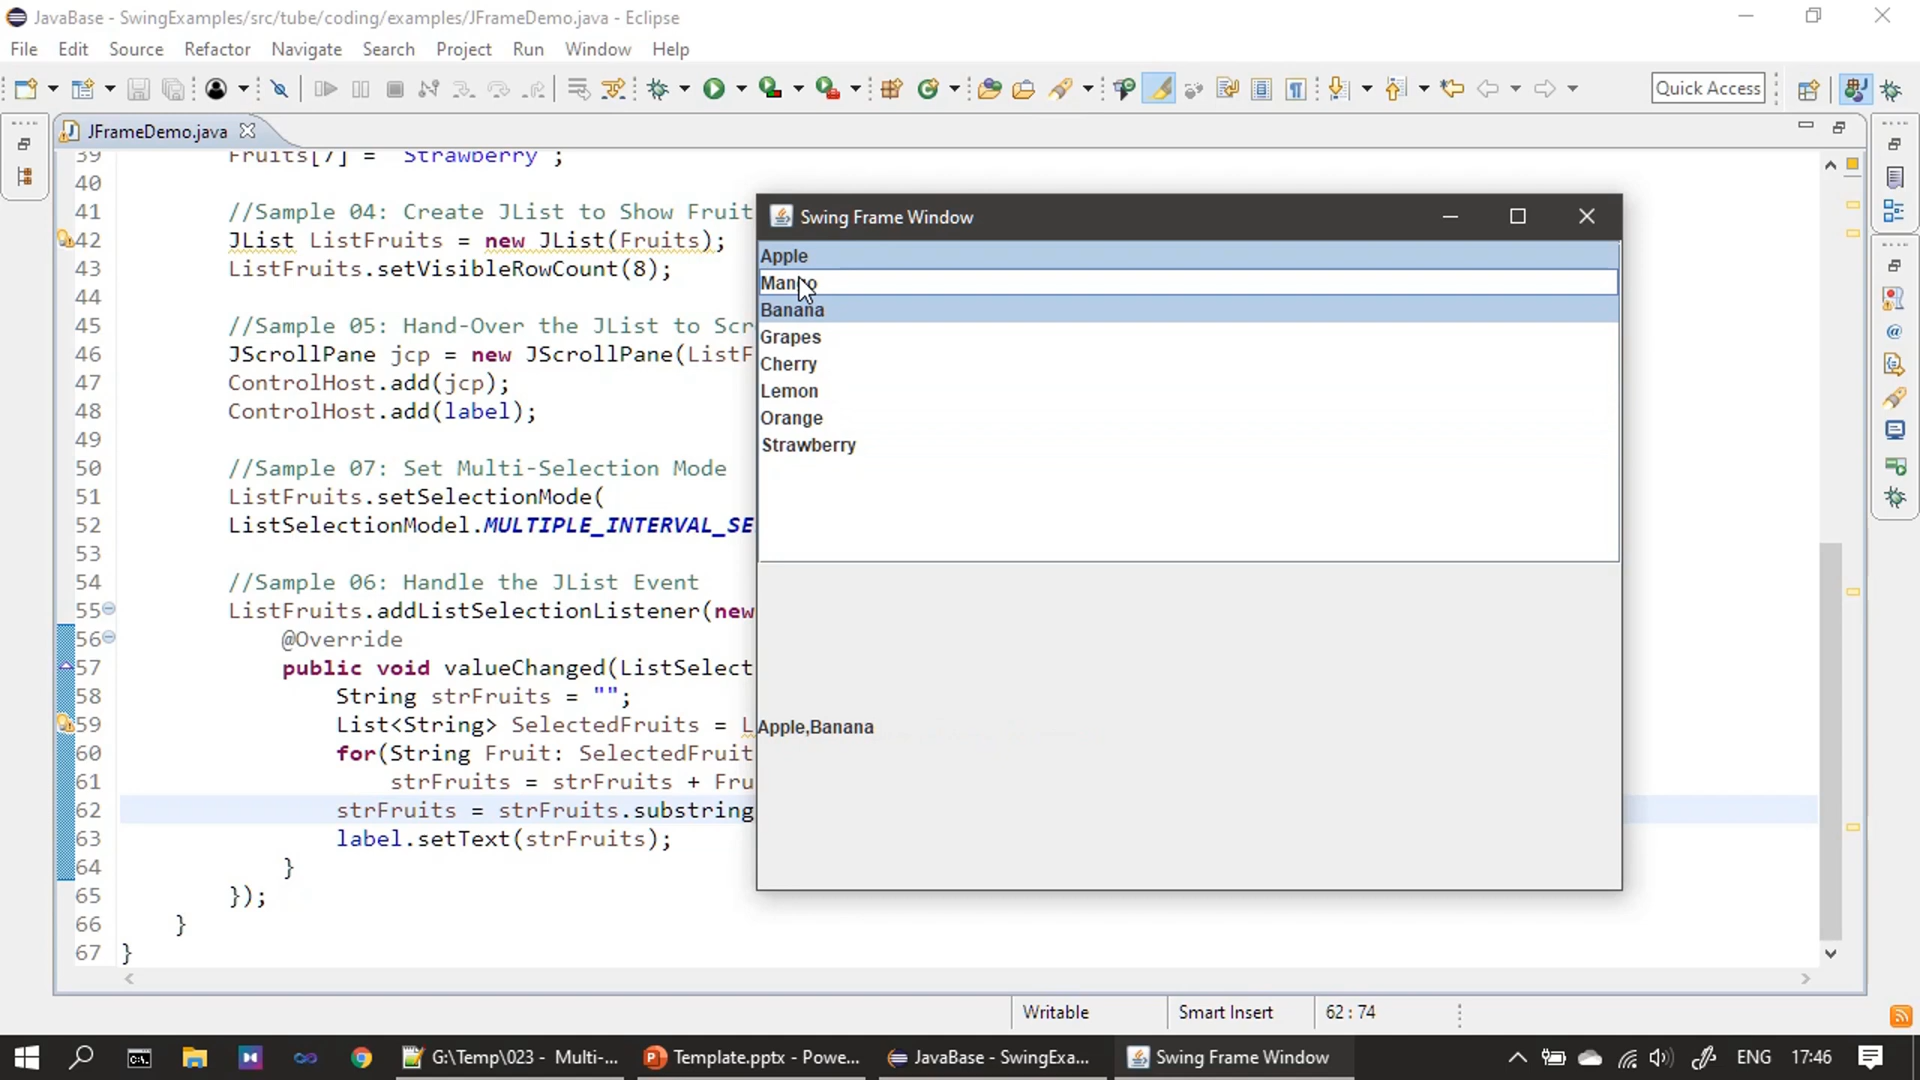 JavaBase - SwingExamples/src/tube/coding/examples/JFrameDemo.java - Eclipse
File Edit Source Refactor Navigate Search Project Run Window Help
Quick Access
JFrameDemo.java
39 Fruits[7] = "Strawberry";
40
41 //Sample 04: Create JList to Show Fruit
42 JList ListFruits = new JList(Fruits);
43 ListFruits.setVisibleRowCount(8);
44
45 //Sample 05: Hand-Over the JList to Scr
46 JScrollPane jcp = new JScrollPane(ListF
47 ControlHost.add(jcp);
48 ControlHost.add(label);
49
50 //Sample 07: Set Multi-Selection Mode
51 ListFruits.setSelectionMode(
52 ListSelectionModel.MULTIPLE_INTERVAL_SE
53
54 //Sample 06: Handle the JList Event
55 ListFruits.addListSelectionListener(new
56 @Override
57 public void valueChanged(ListSelect
58 String strFruits = "";
59 List<String> SelectedFruits = L
60 for(String Fruit: SelectedFruit
61 strFruits = strFruits + Fru
62 strFruits = strFruits.substring
63 label.setText(strFruits);
64 }
65 });
66 }
67 }
Swing Frame Window
Apple
Mango
Banana
Grapes
Cherry
Lemon
Orange
Strawberry
Apple,Banana
Writable Smart Insert 62 : 74
G:\Temp\023 - Multi-... Template.pptx - Powe... JavaBase - SwingExa... Swing Frame Window ENG 17:46